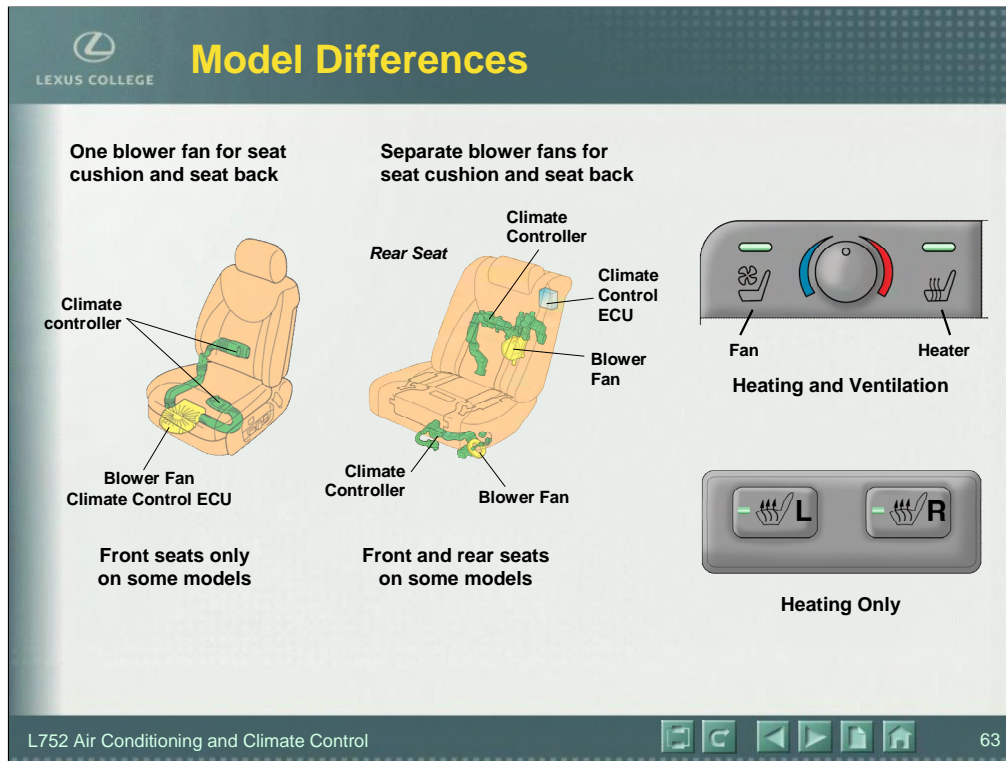 LEXUS COLLEGE
Model Differences
One blower fan for seat
cushion and seat back
Climate
controller
Blower Fan
Climate Control ECU
Front seats only
on some models
Separate blower fans for
seat cushion and seat back
Rear Seat
Climate
Controller
Climate
Control
ECU
Blower
Fan
Climate
Controller
Blower Fan
Front and rear seats
on some models
Fan
Heater
Heating and Ventilation
L
R
Heating Only
L752 Air Conditioning and Climate Control
63